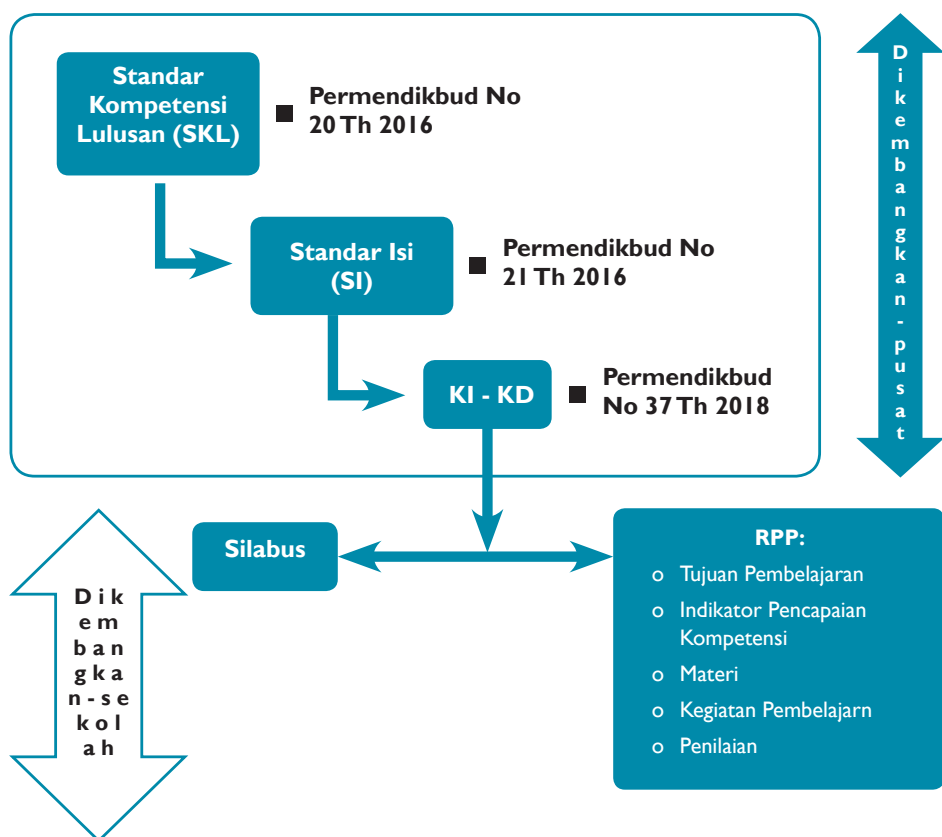 Standar
Kompetensi
Lulusan (SKL)
■ Permendikbud No
20 Th 2016
Standar Isi
(SI)
■ Permendikbud No
21 Th 2016
KI - KD
■ Permendikbud
No 37 Th 2018
D
i
k
e
m
b
a
n
g
k
a
n
-
p
u
s
a
t
Silabus
D i k
e m
b a n
g k a
n - s e
k o l
a h
RPP:
o Tujuan Pembelajaran
o Indikator Pencapaian
Kompetensi
o Materi
o Kegiatan Pembelajarn
o Penilaian